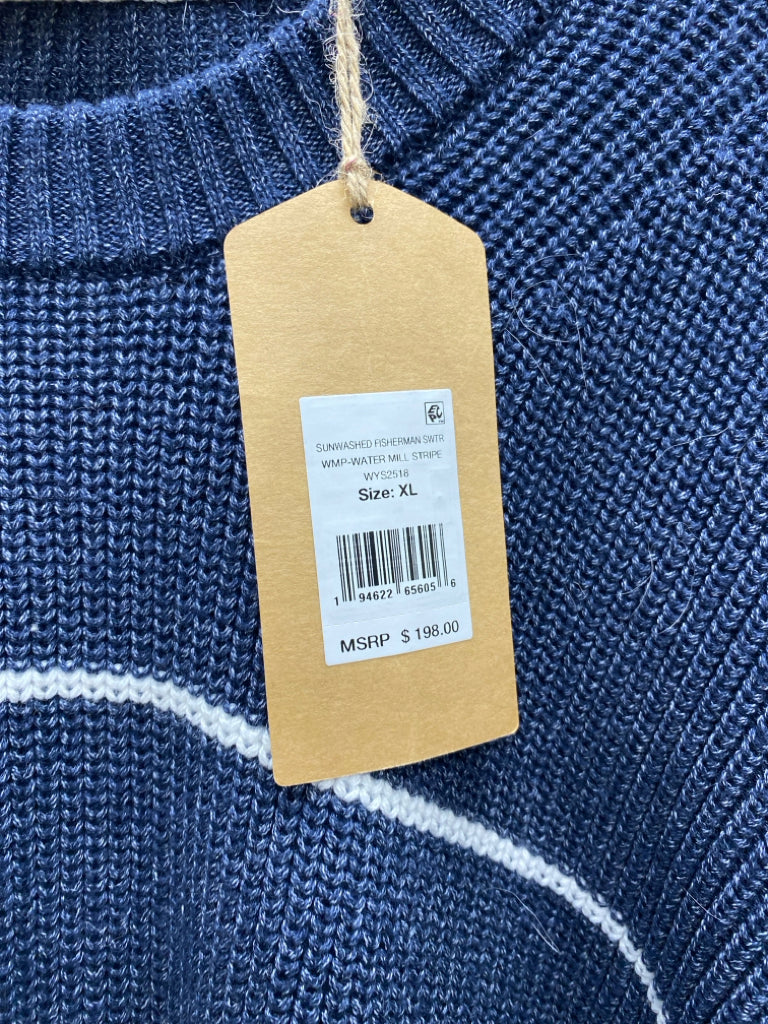 SUNWASHED FISHERMAN SWTR
WMP-WATER MILL STRIPE
WYS2518
Size: XL
1 94622 65605 6
MSRP $ 198.00